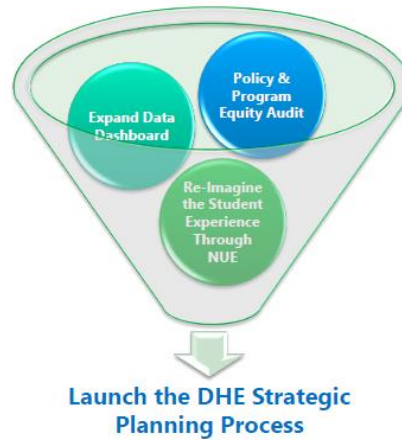 Expand Data
Dashboard
Policy &
Program
Equity Audit
Re-Imagine
the Student
Experience
Through
NUE
Launch the DHE Strategic
Planning Process